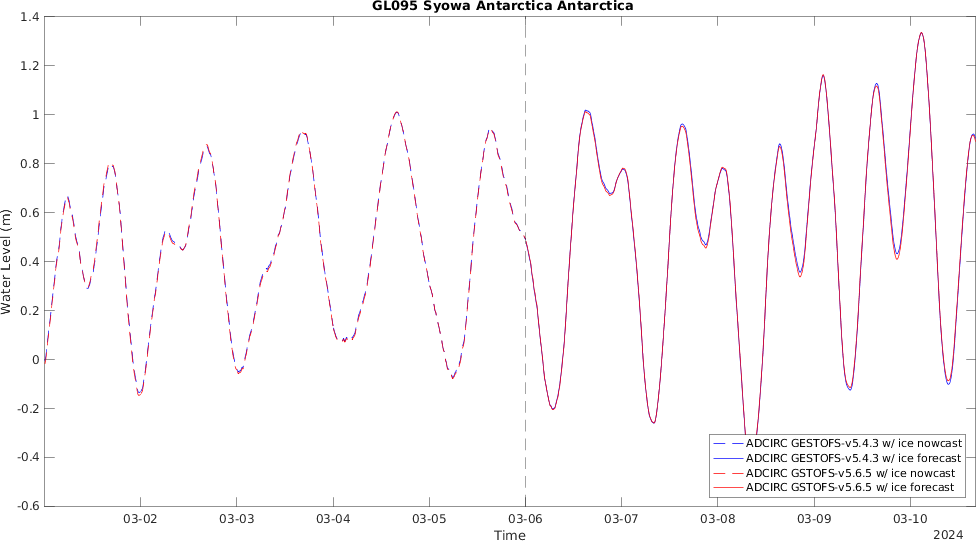 GL095 Syowa Antarctica Antarctica
1.4
1.2
1
0.8
0.6
0.4
0.2
0
-0.2
-0.4
-0.6
Water Level (m)
ADCIRC GESTOFS-v5.4.3 w/ ice nowcast
ADCIRC GESTOFS-v5.4.3 w/ ice forecast
ADCIRC GSTOFS-v5.6.5 w/ ice nowcast
ADCIRC GSTOFS-v5.6.5 w/ ice forecast
03-02 03-03 03-04 03-05 03-06 03-07 03-08 03-09 03-10
Time
2024